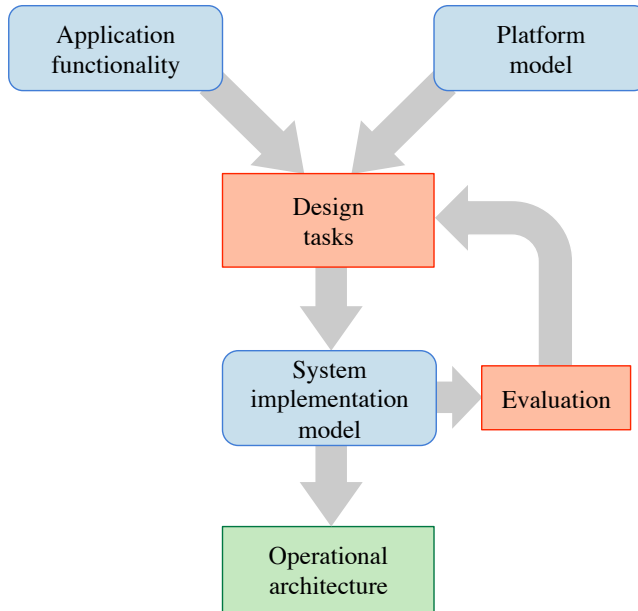 Application
functionality
Platform
model
Design
tasks
System
implementation
model
Evaluation
Operational
architecture